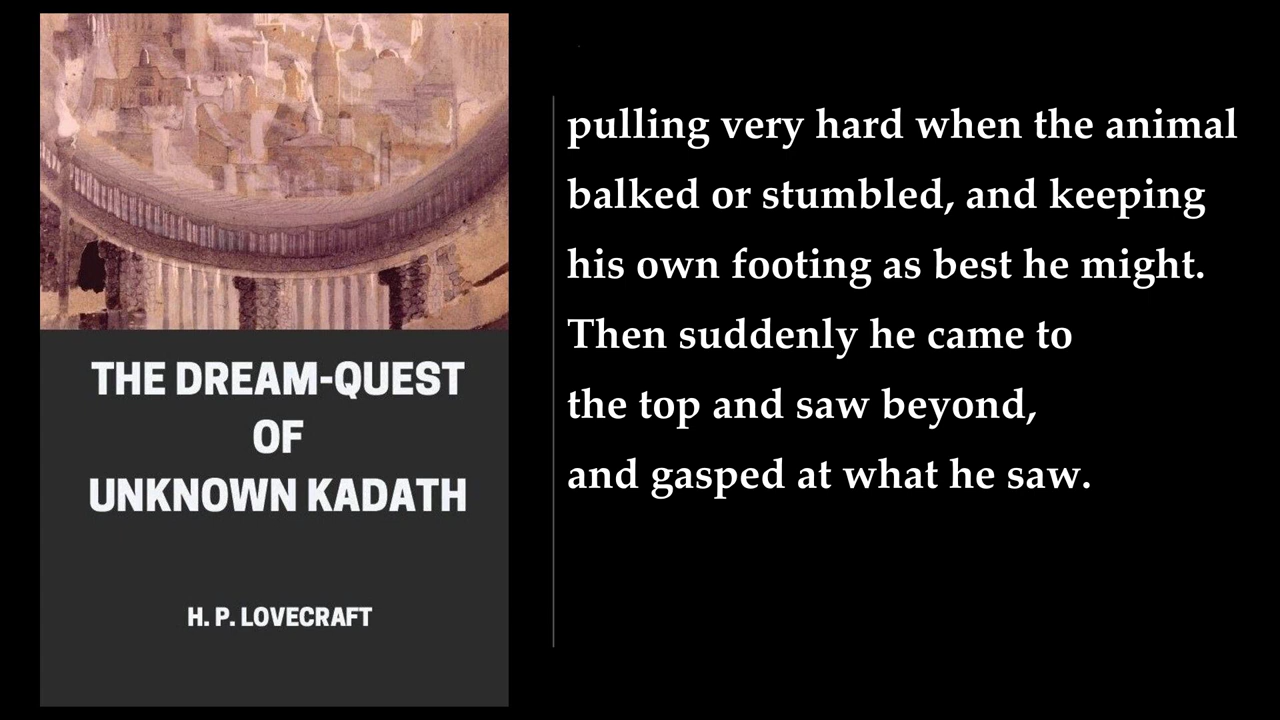 THE DREAM-QUEST
OF
UNKNOWN KADATH
H. P. LOVECRAFT
pulling very hard when the animal
balked or stumbled, and keeping
his own footing as best he might.
Then suddenly he came to
the top and saw beyond,
and gasped at what he saw.